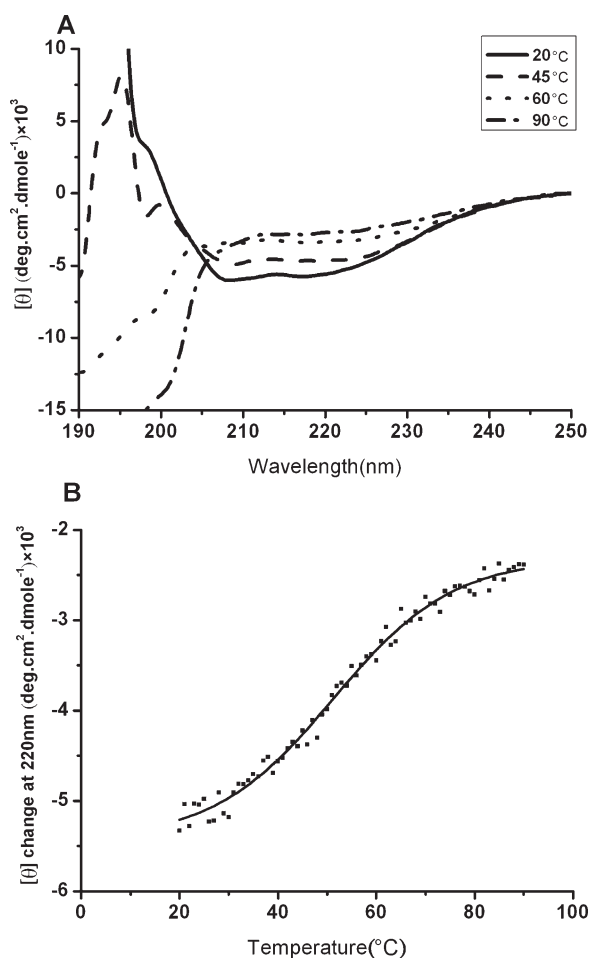 A
[θ] (deg.cm².dmole⁻¹)×10³
10
5
0
-5
-10
-15
20°C
45°C
60°C
90°C
190 200 210 220 230 240 250
Wavelength(nm)
B
[θ] change at 220nm (deg.cm².dmole⁻¹)×10³
-2
-3
-4
-5
-6
0 20 40 60 80 100
Temperature(°C)